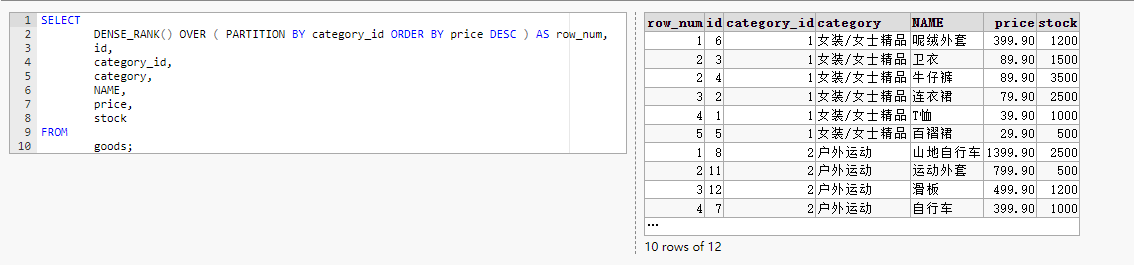 1 SELECT
2 DENSE_RANK() OVER ( PARTITION BY category_id ORDER BY price DESC ) AS row_num,
3 id,
4 category_id,
5 category,
6 NAME,
7 price,
8 stock
9 FROM
10 goods;
row_num id category_id category NAME price stock
1 6 1 女装/女士精品 呢绒外套 399.90 1200
2 3 1 女装/女士精品 卫衣 89.90 1500
2 4 1 女装/女士精品 牛仔裤 89.90 3500
3 2 1 女装/女士精品 连衣裙 79.90 2500
4 1 1 女装/女士精品 T恤 39.90 1000
5 5 1 女装/女士精品 百褶裙 29.90 500
1 8 2 户外运动 山地自行车 1399.90 2500
2 11 2 户外运动 运动外套 799.90 500
3 12 2 户外运动 滑板 499.90 1200
4 7 2 户外运动 自行车 399.90 1000
...
10 rows of 12